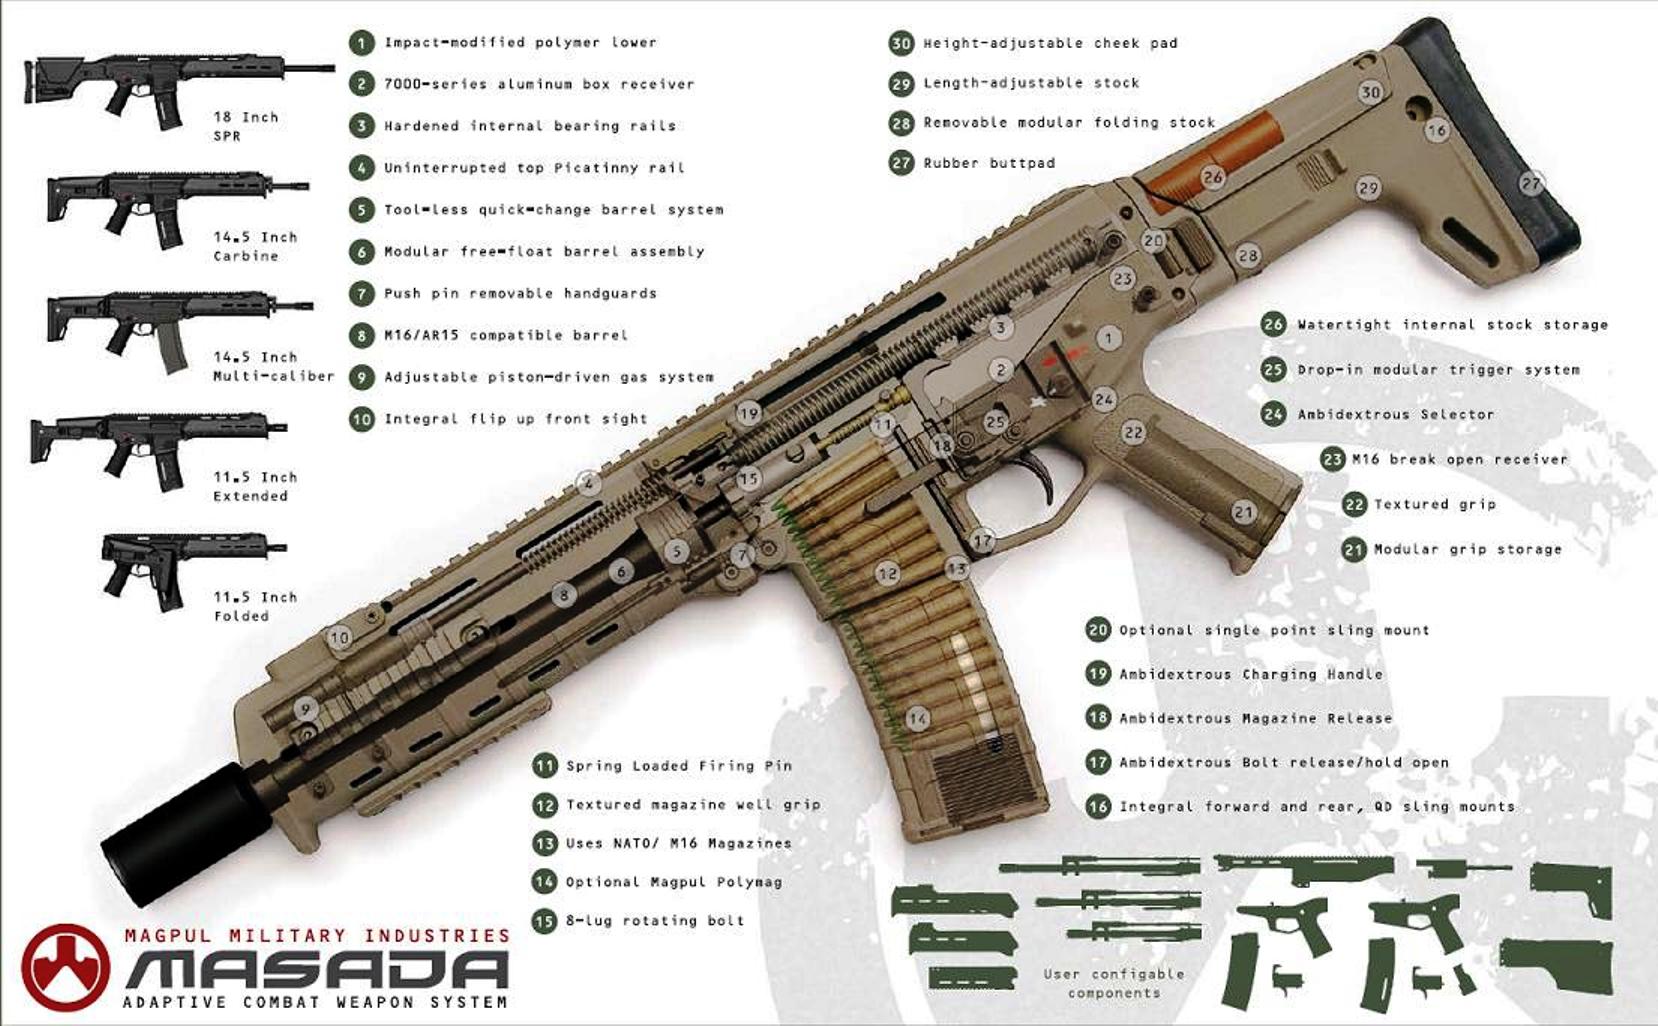 18 Inch
SPR
14.5 Inch
Carbine
14.5 Inch
Multi-caliber
11.5 Inch
Extended
11.5 Inch
Folded
1 Impact-modified polymer lower
2 7000-series aluminum box receiver
3 Hardened internal bearing rails
4 Uninterrupted top Picatinny rail
5 Tool-less quick-change barrel system
6 Modular free-float barrel assembly
7 Push pin removable handguards
8 M16/AR15 compatible barrel
9 Adjustable piston-driven gas system
10 Integral flip up front sight
30 Height-adjustable cheek pad
29 Length-adjustable stock
28 Removable modular folding stock
27 Rubber buttpad
26 Watertight internal stock storage
25 Drop-in modular trigger system
24 Ambidextrous Selector
23 M16 break open receiver
22 Textured grip
21 Modular grip storage
20 Optional single point sling mount
19 Ambidextrous Charging Handle
18 Ambidextrous Magazine Release
17 Ambidextrous Bolt release/hold open
16 Integral forward and rear, QD sling mounts
11 Spring Loaded Firing Pin
12 Textured magazine well grip
13 Uses NATO/ M16 Magazines
14 Optional Magpul Polymag
15 8-lug rotating bolt
30
16
27
29
26
28
20
23
3
1
2
24
19
11
25
22
18
4
15
21
17
5
7
6
12
13
8
10
9
14
MAGPUL MILITARY INDUSTRIES
MASADA
ADAPTIVE COMBAT WEAPON SYSTEM
User configable
components